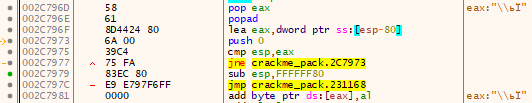 002C796D 58 pop eax eax:"\\ьI"
002C796E 61 popad
002C796F 8D4424 80 lea eax,dword ptr ss:[esp-80]
002C7973 6A 00 push 0
002C7975 39C4 cmp esp,eax
002C7977 75 FA jne crackme_pack.2C7973
002C7979 83EC 80 sub esp,FFFFFF80
002C797C E9 E797F6FF jmp crackme_pack.231168
002C7981 0000 add byte ptr ds:[eax],al eax:"\\ьI"